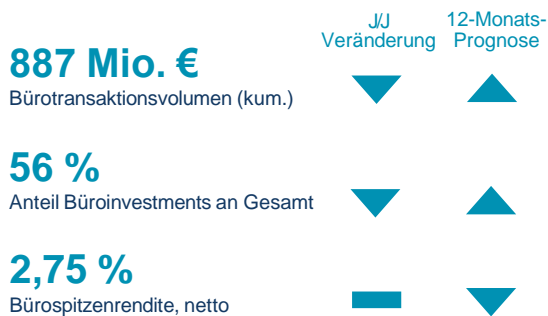 J/J 12-Monats-
Veränderung Prognose
887 Mio. €
Bürotransaktionsvolumen (kum.)
56 %
Anteil Büroinvestments an Gesamt
2,75 %
Bürospitzenrendite, netto